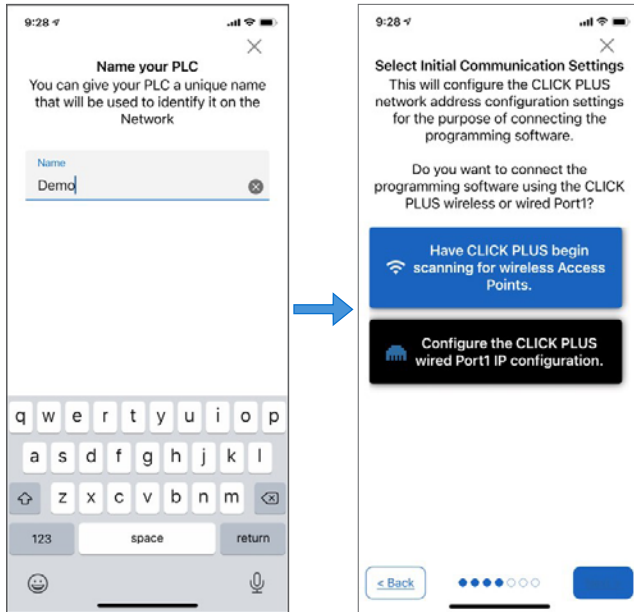 9:28
Name your PLC
You can give your PLC a unique name
that will be used to identify it on the
Network
Name
Demo
q w e r t y u i o p
a s d f g h j k l
z x c v b n m
123 space return
9:28
Select Initial Communication Settings
This will configure the CLICK PLUS
network address configuration settings
for the purpose of connecting the
programming software.
Do you want to connect the
programming software using the CLICK
PLUS wireless or wired Port1?
Have CLICK PLUS begin
scanning for wireless Access
Points.
Configure the CLICK PLUS
wired Port1 IP configuration.
< Back